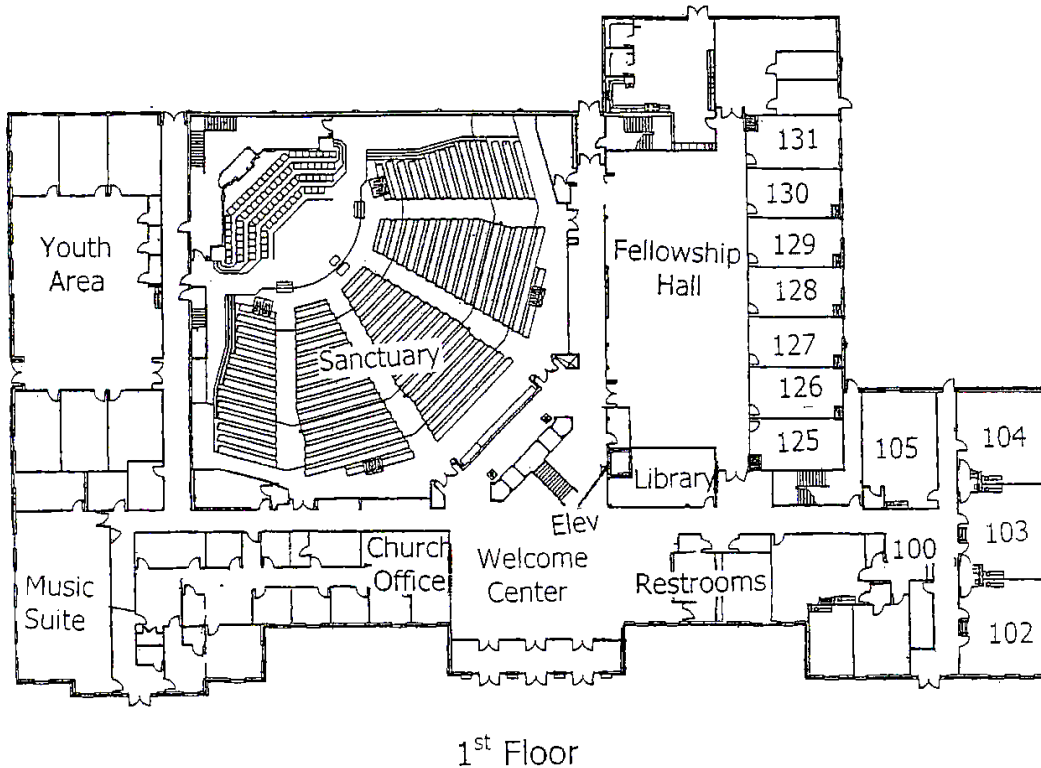 131
130
129
128
127
126
125
Youth
Area
Fellowship
Hall
Sanctuary
105
104
Library
Elev
103
Church
Office
Welcome
Center
Restrooms
100
Music
Suite
102
1st Floor